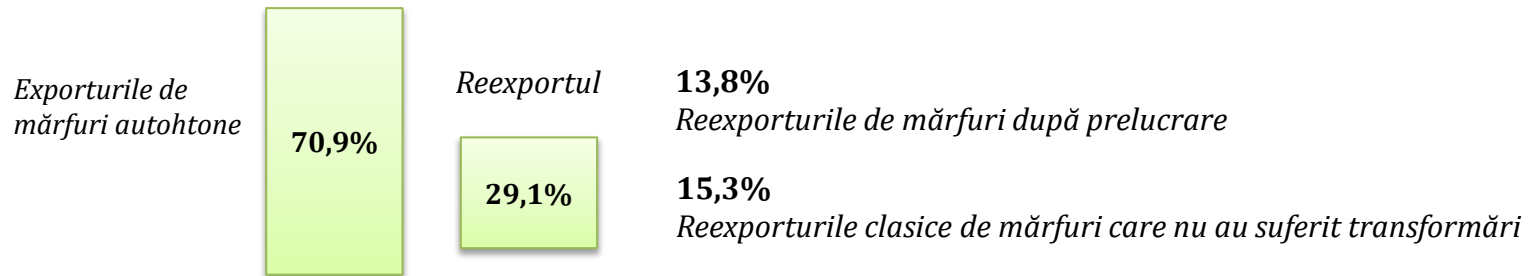 Exporturile de
mărfuri autohtone
70,9%
Reexportul
29,1%
13,8%
Reexporturile de mărfuri după prelucrare
15,3%
Reexporturile clasice de mărfuri care nu au suferit transformări